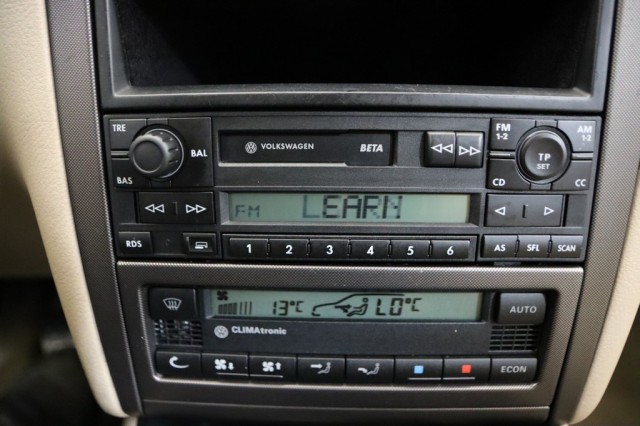 TRE
BAL
BAS
VOLKSWAGEN BETA
FM
1-2
AM
1-2
TP
SET
CD
CC
FM LEARN
RDS
1 2 3 4 5 6
AS SFL SCAN
13°C LO°C
AUTO
CLIMAtronic
ECON